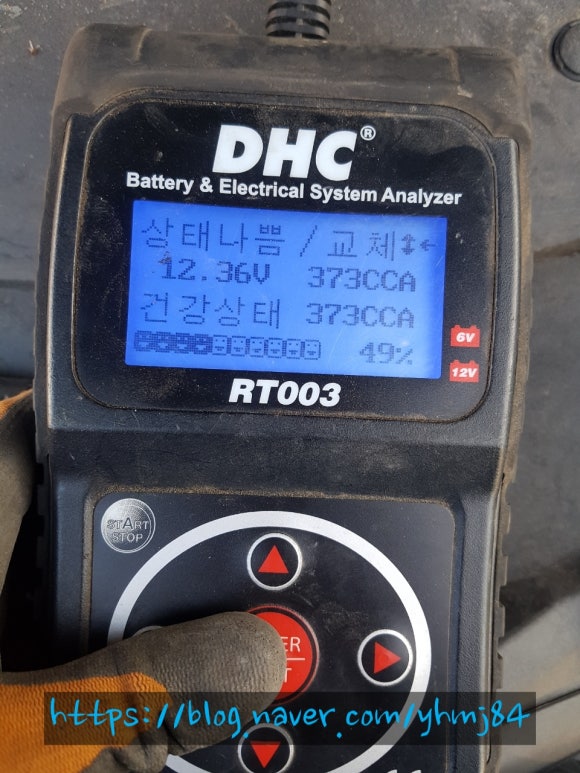 DHC®
Battery & Electrical System Analyzer
상태나쁨 /교체↕←
12.36V 373CCA
건강상태 373CCA
49%
6V
12V
RT003
START
STOP
https://blog.naver.com/yhmj84